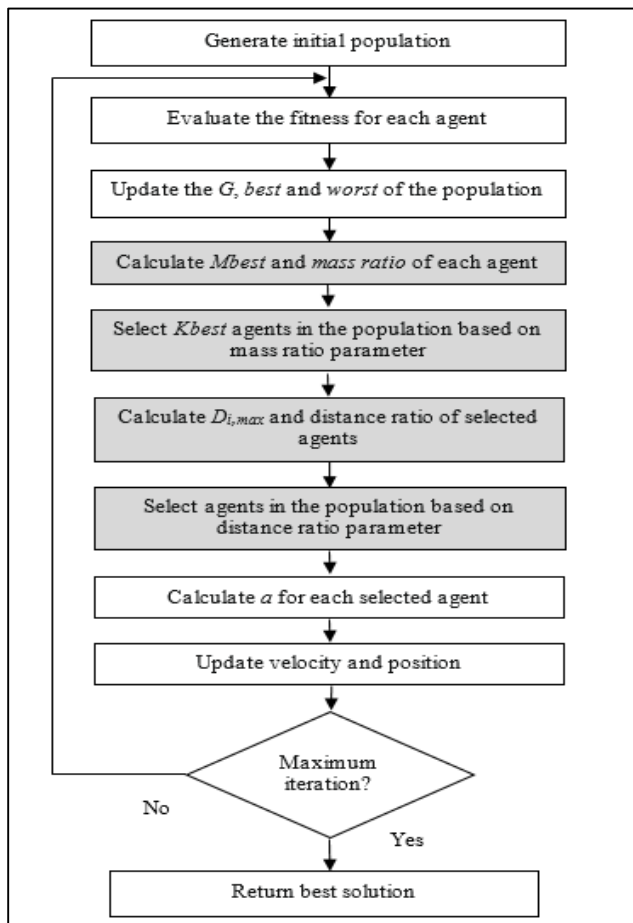 Generate initial population
Evaluate the fitness for each agent
Update the G, best and worst of the population
Calculate Mbest and mass ratio of each agent
Select Kbest agents in the population based on
mass ratio parameter
Calculate Di,max and distance ratio of selected
agents
Select agents in the population based on
distance ratio parameter
Calculate a for each selected agent
Update velocity and position
Maximum
iteration?
No
Yes
Return best solution